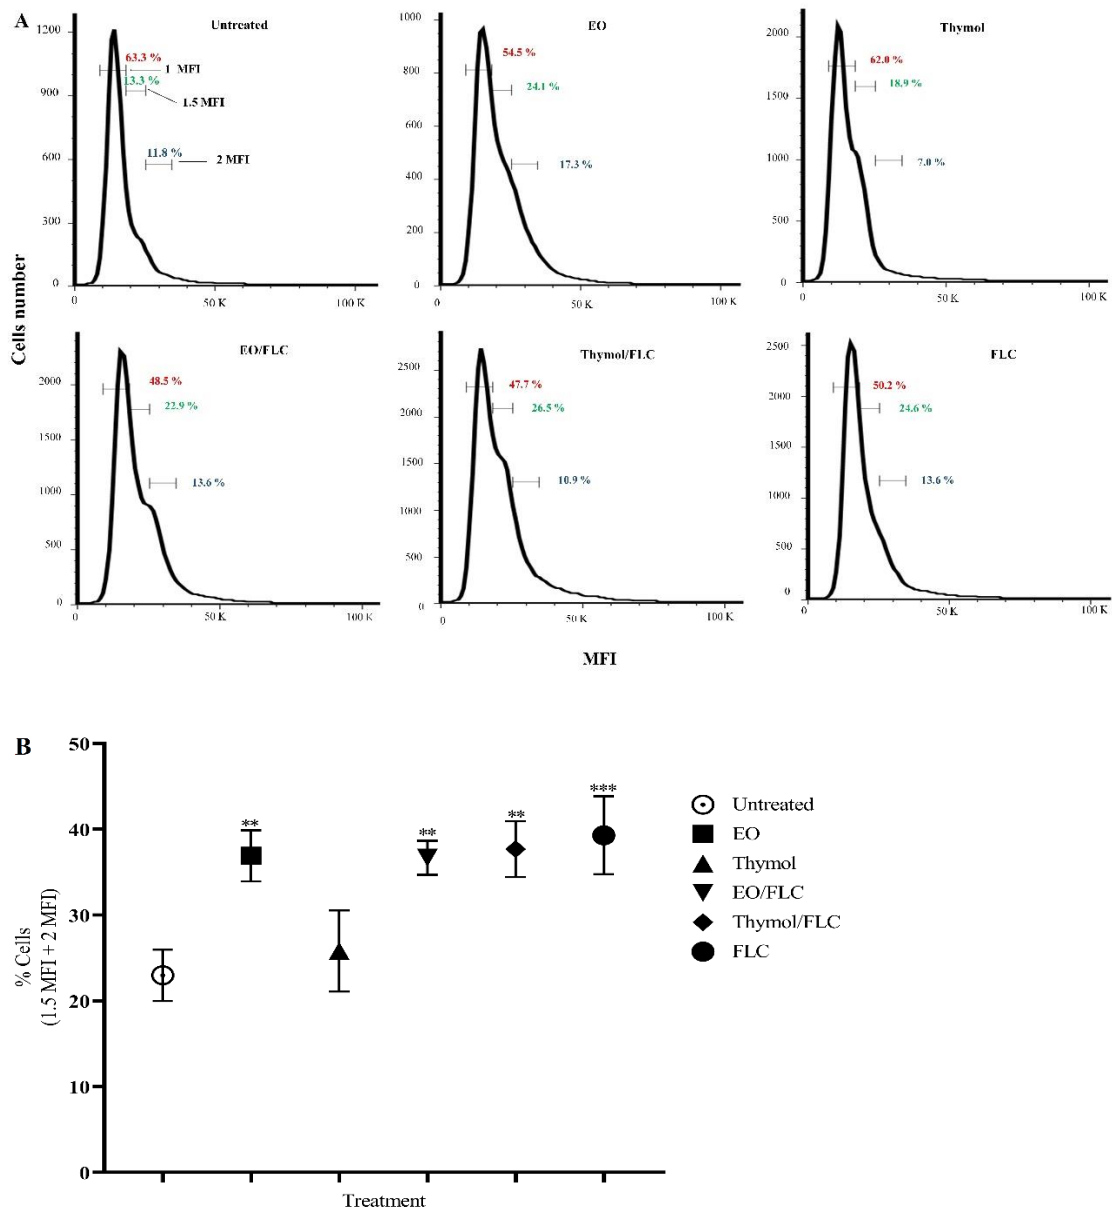 A
Untreated
1200
900
600
300
0
63.3 %
1 MFI
13.3 %
1.5 MFI
11.8 %
2 MFI
0
50 K
100 K
EO
1000
800
600
400
200
0
54.5 %
24.1 %
17.3 %
0
50 K
100 K
Thymol
2000
1500
1000
500
0
62.0 %
18.9 %
7.0 %
0
50 K
100 K
Cells number
EO/FLC
2000
1500
1000
500
0
48.5 %
22.9 %
13.6 %
0
50 K
100 K
Thymol/FLC
2500
2000
1500
1000
500
0
47.7 %
26.5 %
10.9 %
0
50 K
100 K
FLC
2500
2000
1500
1000
500
0
50.2 %
24.6 %
13.6 %
0
50 K
100 K
MFI
B
% Cells
(1.5 MFI + 2 MFI)
50
40
30
20
10
0
**
**
**
***
Treatment
Untreated
EO
Thymol
EO/FLC
Thymol/FLC
FLC